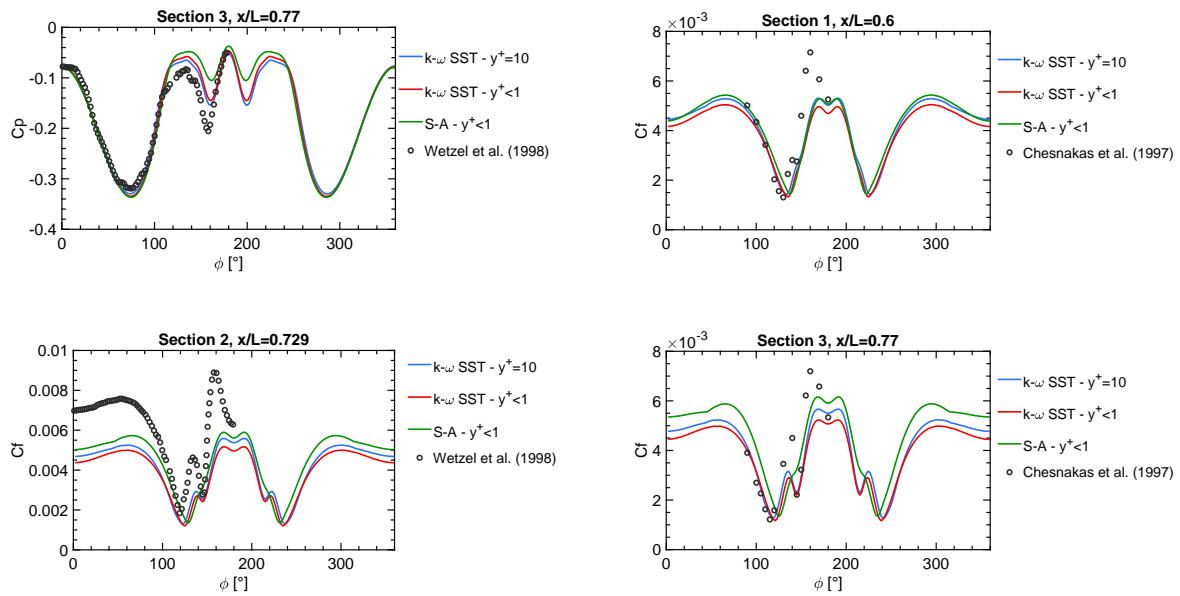 Section 3, x/L=0.77
0
-0.1
-0.2
-0.3
-0.4
Cp
0 100 200 300
ϕ [°]
k-ω SST - y⁺=10
k-ω SST - y⁺<1
S-A - y⁺<1
Wetzel et al. (1998)
Section 1, x/L=0.6
×10⁻³
8
6
4
2
0
Cf
0 100 200 300
ϕ [°]
k-ω SST - y⁺=10
k-ω SST - y⁺<1
S-A - y⁺<1
Chesnakas et al. (1997)
Section 2, x/L=0.729
0.01
0.008
0.006
0.004
0.002
0
Cf
0 100 200 300
ϕ [°]
k-ω SST - y⁺=10
k-ω SST - y⁺<1
S-A - y⁺<1
Wetzel et al. (1998)
Section 3, x/L=0.77
×10⁻³
8
6
4
2
0
Cf
0 100 200 300
ϕ [°]
k-ω SST - y⁺=10
k-ω SST - y⁺<1
S-A - y⁺<1
Chesnakas et al. (1997)